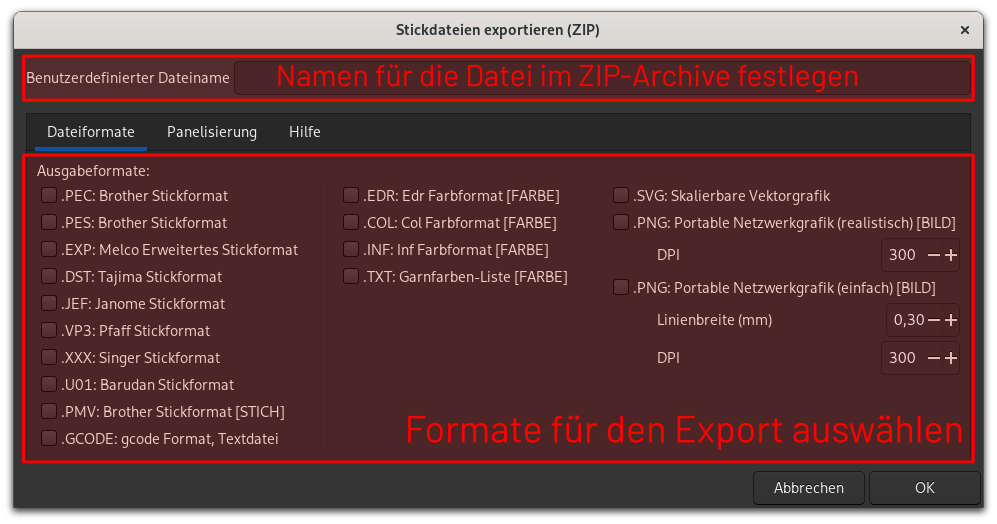 Stickdateien exportieren (ZIP)
Benutzerdefinierter Dateiname
Namen für die Datei im ZIP-Archive festlegen
Dateiformate Panelisierung Hilfe
Ausgabeformate:
.PEC: Brother Stickformat
.PES: Brother Stickformat
.EXP: Melco Erweitertes Stickformat
.DST: Tajima Stickformat
.JEF: Janome Stickformat
.VP3: Pfaff Stickformat
.XXX: Singer Stickformat
.U01: Barudan Stickformat
.PMV: Brother Stickformat [STICH]
.GCODE: gcode Format, Textdatei
.EDR: Edr Farbformat [FARBE]
.COL: Col Farbformat [FARBE]
.INF: Inf Farbformat [FARBE]
.TXT: Garnfarben-Liste [FARBE]
.SVG: Skalierbare Vektorgrafik
.PNG: Portable Netzwerkgrafik (realistisch) [BILD]
DPI 300
.PNG: Portable Netzwerkgrafik (einfach) [BILD]
Linienbreite (mm) 0,30
DPI 300
Formate für den Export auswählen
Abbrechen OK